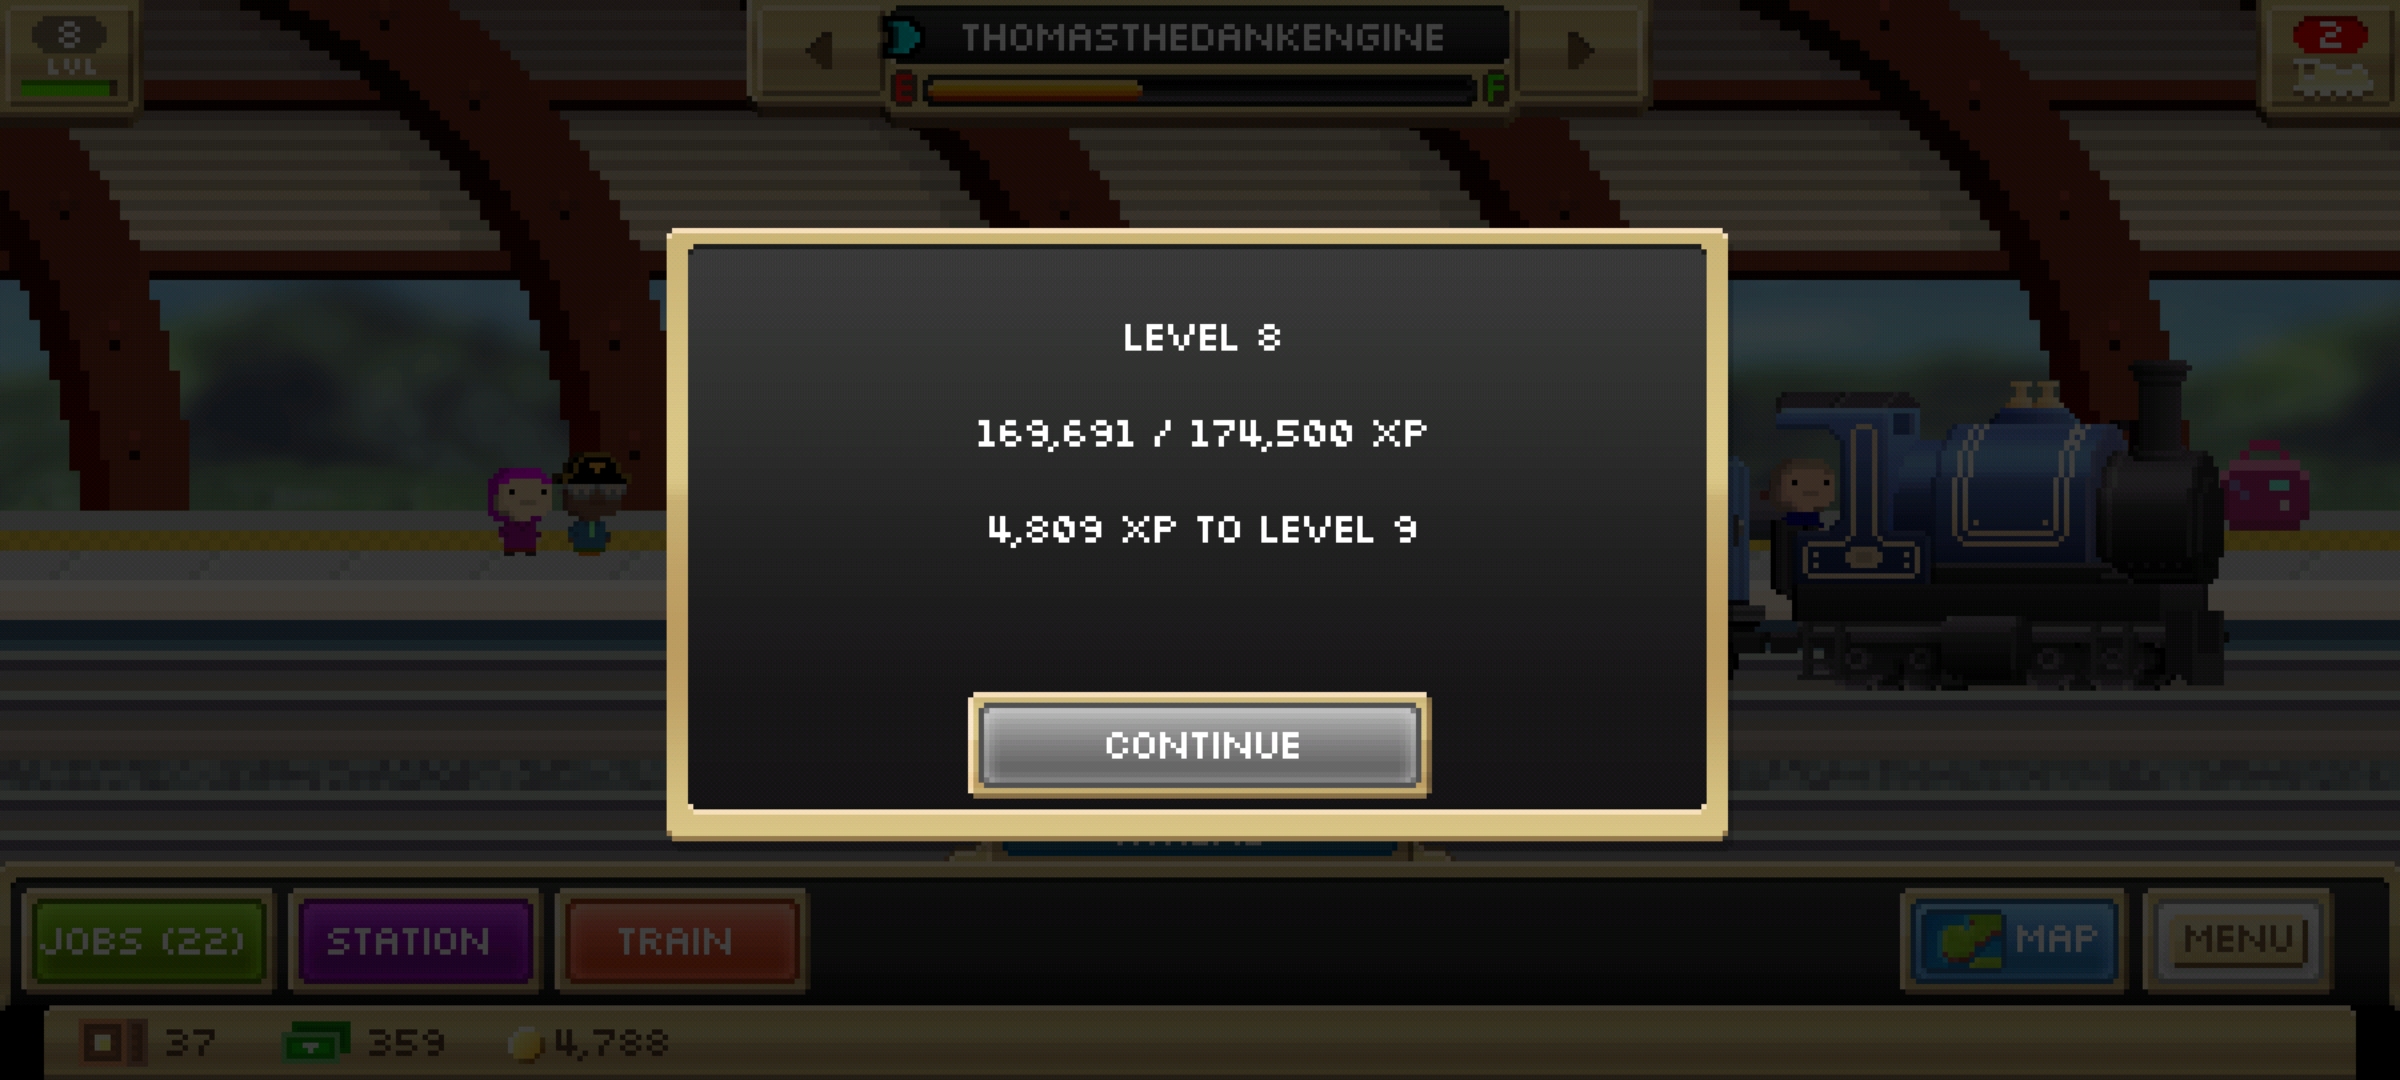 8
LVL
THOMASTHEDANKENGINE
E F
2
LEVEL 8
169,691 / 174,500 XP
4,809 XP TO LEVEL 9
CONTINUE
JOBS (22)
STATION
TRAIN
MAP
MENU
37
359
4,788